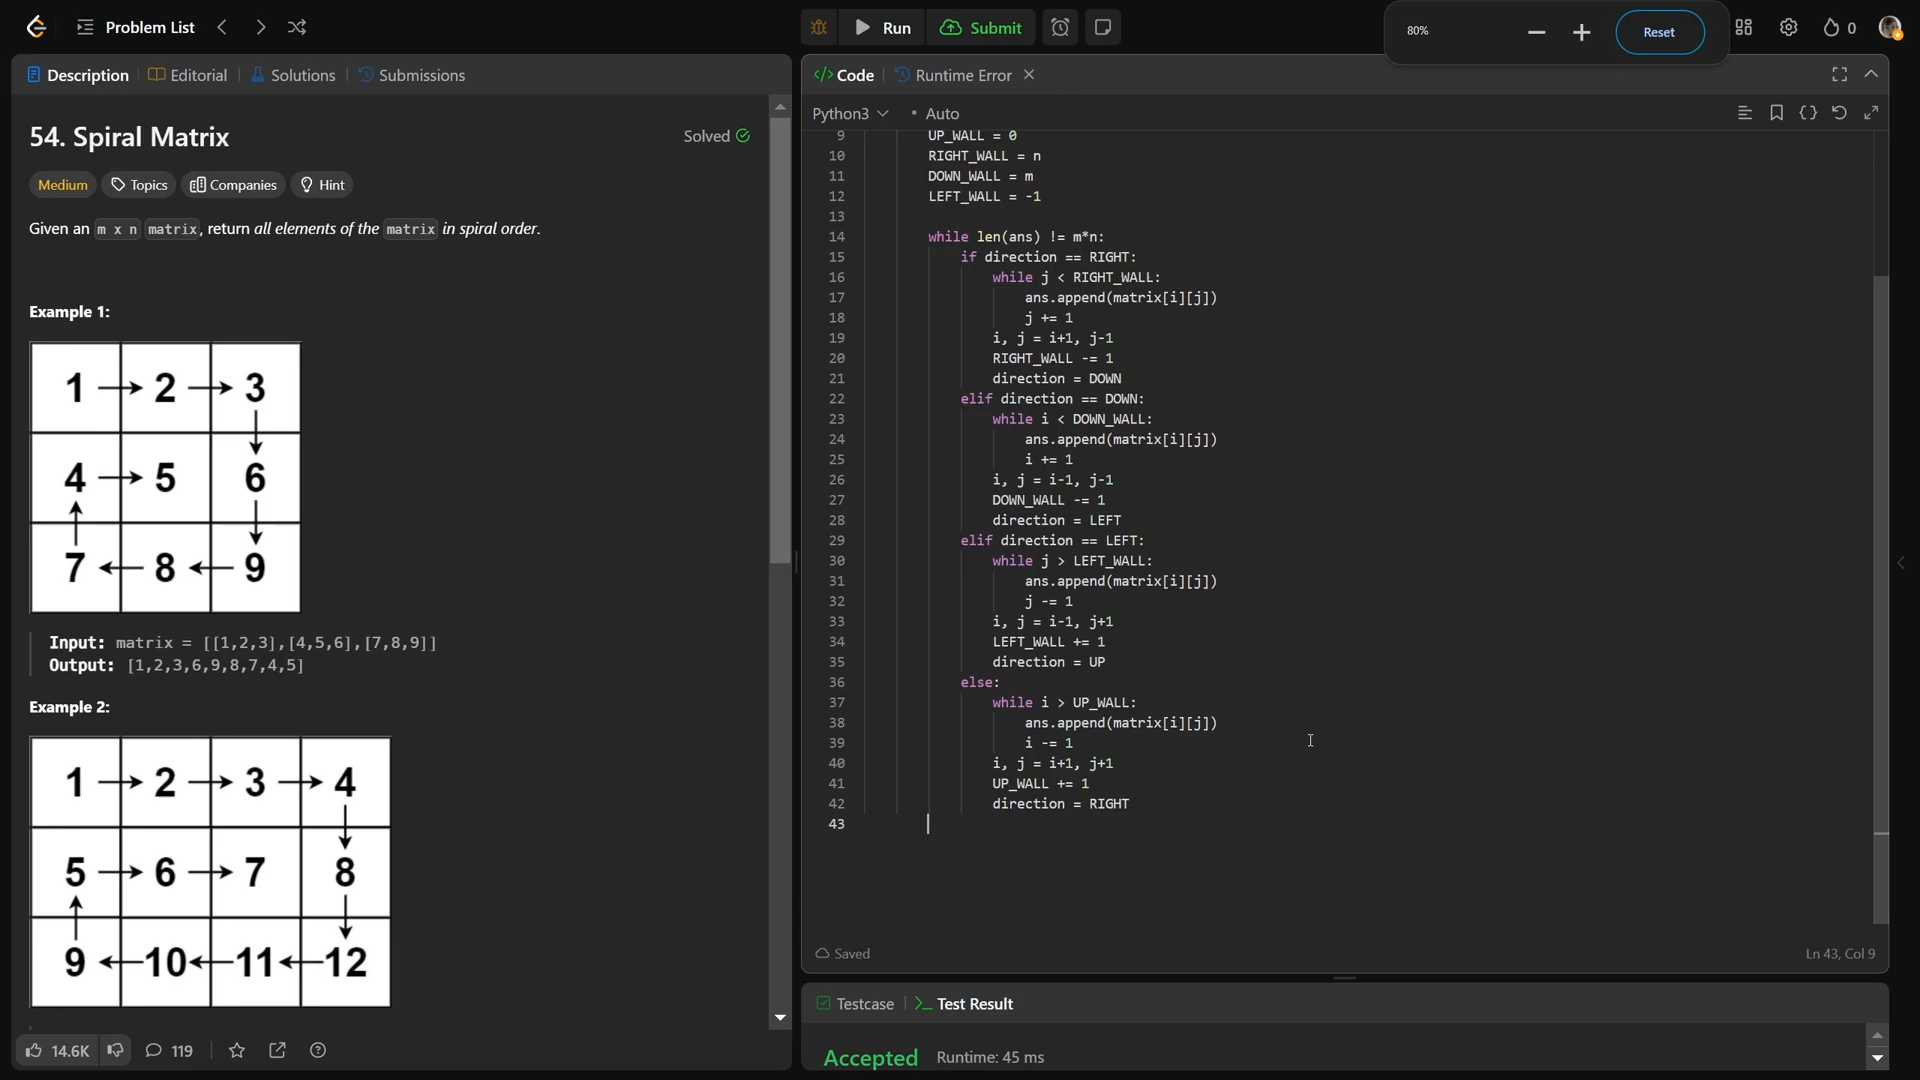 Problem List
Run
Submit
80%
Reset
0
Description
Editorial
Solutions
Submissions
54. Spiral Matrix
Solved
Medium
Topics
Companies
Hint
Given an m x n matrix, return all elements of the matrix in spiral order.
Example 1:
1 2 3
4 5 6
7 8 9
Input: matrix = [[1,2,3],[4,5,6],[7,8,9]]
Output: [1,2,3,6,9,8,7,4,5]
Example 2:
1 2 3 4
5 6 7 8
9 10 11 12
14.6K
119
Code
Runtime Error
Python3
Auto
9 UP_WALL = 0
10 RIGHT_WALL = n
11 DOWN_WALL = m
12 LEFT_WALL = -1
13
14 while len(ans) != m*n:
15 if direction == RIGHT:
16 while j < RIGHT_WALL:
17 ans.append(matrix[i][j])
18 j += 1
19 i, j = i+1, j-1
20 RIGHT_WALL -= 1
21 direction = DOWN
22 elif direction == DOWN:
23 while i < DOWN_WALL:
24 ans.append(matrix[i][j])
25 i += 1
26 i, j = i-1, j-1
27 DOWN_WALL -= 1
28 direction = LEFT
29 elif direction == LEFT:
30 while j > LEFT_WALL:
31 ans.append(matrix[i][j])
32 j -= 1
33 i, j = i-1, j+1
34 LEFT_WALL += 1
35 direction = UP
36 else:
37 while i > UP_WALL:
38 ans.append(matrix[i][j])
39 i -= 1
40 i, j = i+1, j+1
41 UP_WALL += 1
42 direction = RIGHT
43
Saved
Ln 43, Col 9
Testcase
Test Result
Accepted
Runtime: 45 ms